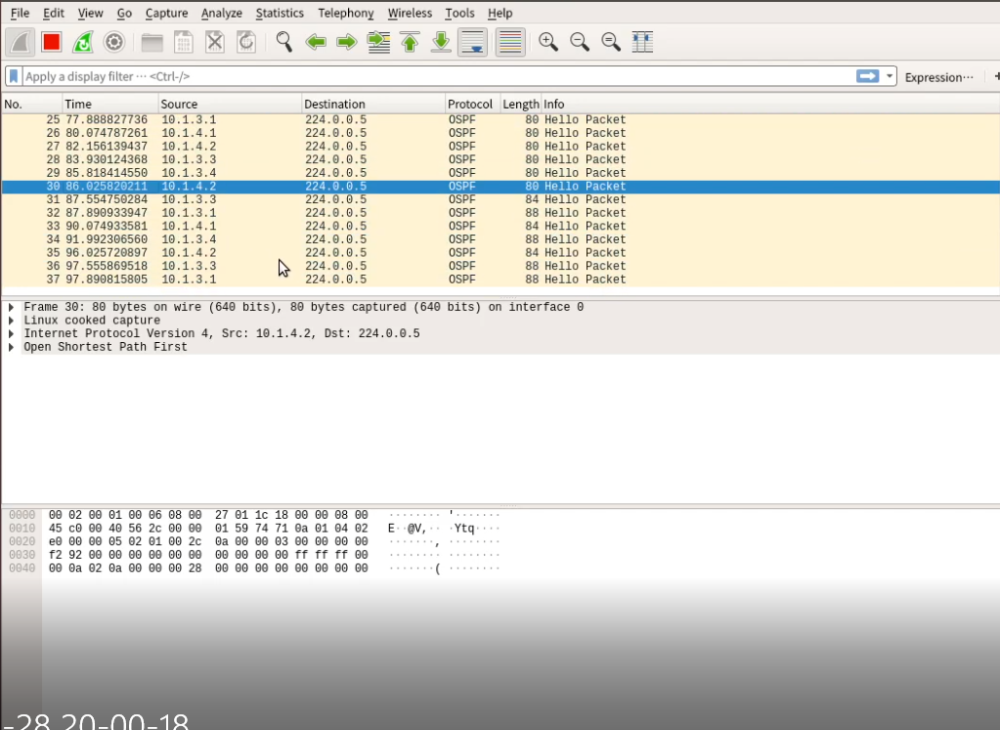 File Edit View Go Capture Analyze Statistics Telephony Wireless Tools Help
Apply a display filter ··· <Ctrl-/> Expression··· +
No. Time Source Destination Protocol Length Info
25 77.888827736 10.1.3.1 224.0.0.5 OSPF 80 Hello Packet
26 80.074787261 10.1.4.1 224.0.0.5 OSPF 80 Hello Packet
27 82.156139437 10.1.4.2 224.0.0.5 OSPF 80 Hello Packet
28 83.930124368 10.1.3.3 224.0.0.5 OSPF 80 Hello Packet
29 85.818414550 10.1.3.4 224.0.0.5 OSPF 80 Hello Packet
30 86.025820211 10.1.4.2 224.0.0.5 OSPF 80 Hello Packet
31 87.554750284 10.1.3.3 224.0.0.5 OSPF 84 Hello Packet
32 87.890933947 10.1.3.1 224.0.0.5 OSPF 88 Hello Packet
33 90.074933581 10.1.4.1 224.0.0.5 OSPF 84 Hello Packet
34 91.992306560 10.1.3.4 224.0.0.5 OSPF 88 Hello Packet
35 96.025720897 10.1.4.2 224.0.0.5 OSPF 84 Hello Packet
36 97.555869518 10.1.3.3 224.0.0.5 OSPF 88 Hello Packet
37 97.890815805 10.1.3.1 224.0.0.5 OSPF 88 Hello Packet
Frame 30: 80 bytes on wire (640 bits), 80 bytes captured (640 bits) on interface 0
Linux cooked capture
Internet Protocol Version 4, Src: 10.1.4.2, Dst: 224.0.0.5
Open Shortest Path First
0000 00 02 00 01 00 06 08 00 27 01 1c 18 00 00 08 00 ········ '·······
0010 45 c0 00 40 56 2c 00 00 01 59 74 71 0a 01 04 02 E··@V,·· ·Ytq····
0020 e0 00 00 05 02 01 00 2c 0a 00 00 03 00 00 00 00 ·······, ········
0030 f2 92 00 00 00 00 00 00 00 00 00 00 ff ff ff 00 ········ ········
0040 00 0a 02 0a 00 00 00 28 00 00 00 00 00 00 00 00 ·······( ········
-28 20-00-18